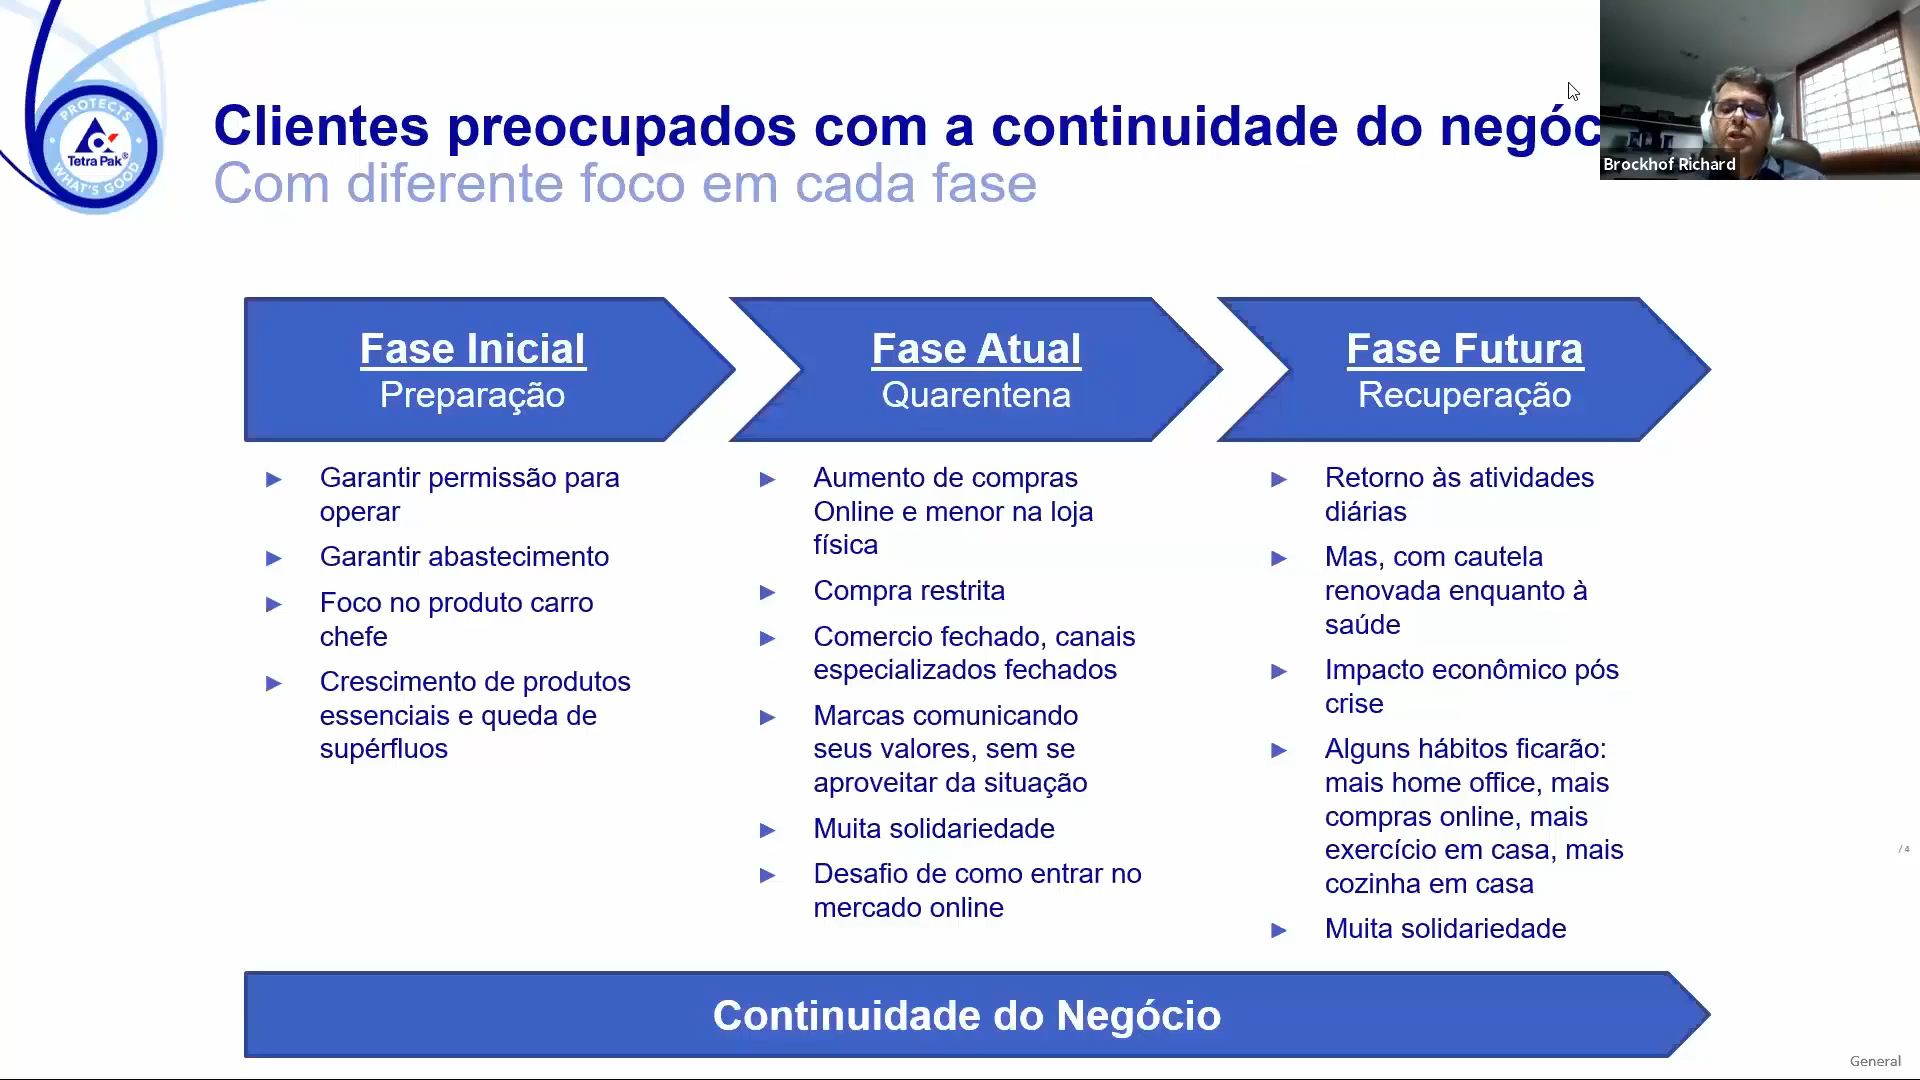 PROTECTS
Tetra Pak®
WHAT'S GOOD
Clientes preocupados com a continuidade do negóc
Com diferente foco em cada fase
Brockhof Richard
Fase Inicial
Preparação
Garantir permissão para
operar
Garantir abastecimento
Foco no produto carro
chefe
Crescimento de produtos
essenciais e queda de
supérfluos
Fase Atual
Quarentena
Aumento de compras
Online e menor na loja
física
Compra restrita
Comercio fechado, canais
especializados fechados
Marcas comunicando
seus valores, sem se
aproveitar da situação
Muita solidariedade
Desafio de como entrar no
mercado online
Fase Futura
Recuperação
Retorno às atividades
diárias
Mas, com cautela
renovada enquanto à
saúde
Impacto econômico pós
crise
Alguns hábitos ficarão:
mais home office, mais
compras online, mais
exercício em casa, mais
cozinha em casa
Muita solidariedade
/ 4
Continuidade do Negócio
General